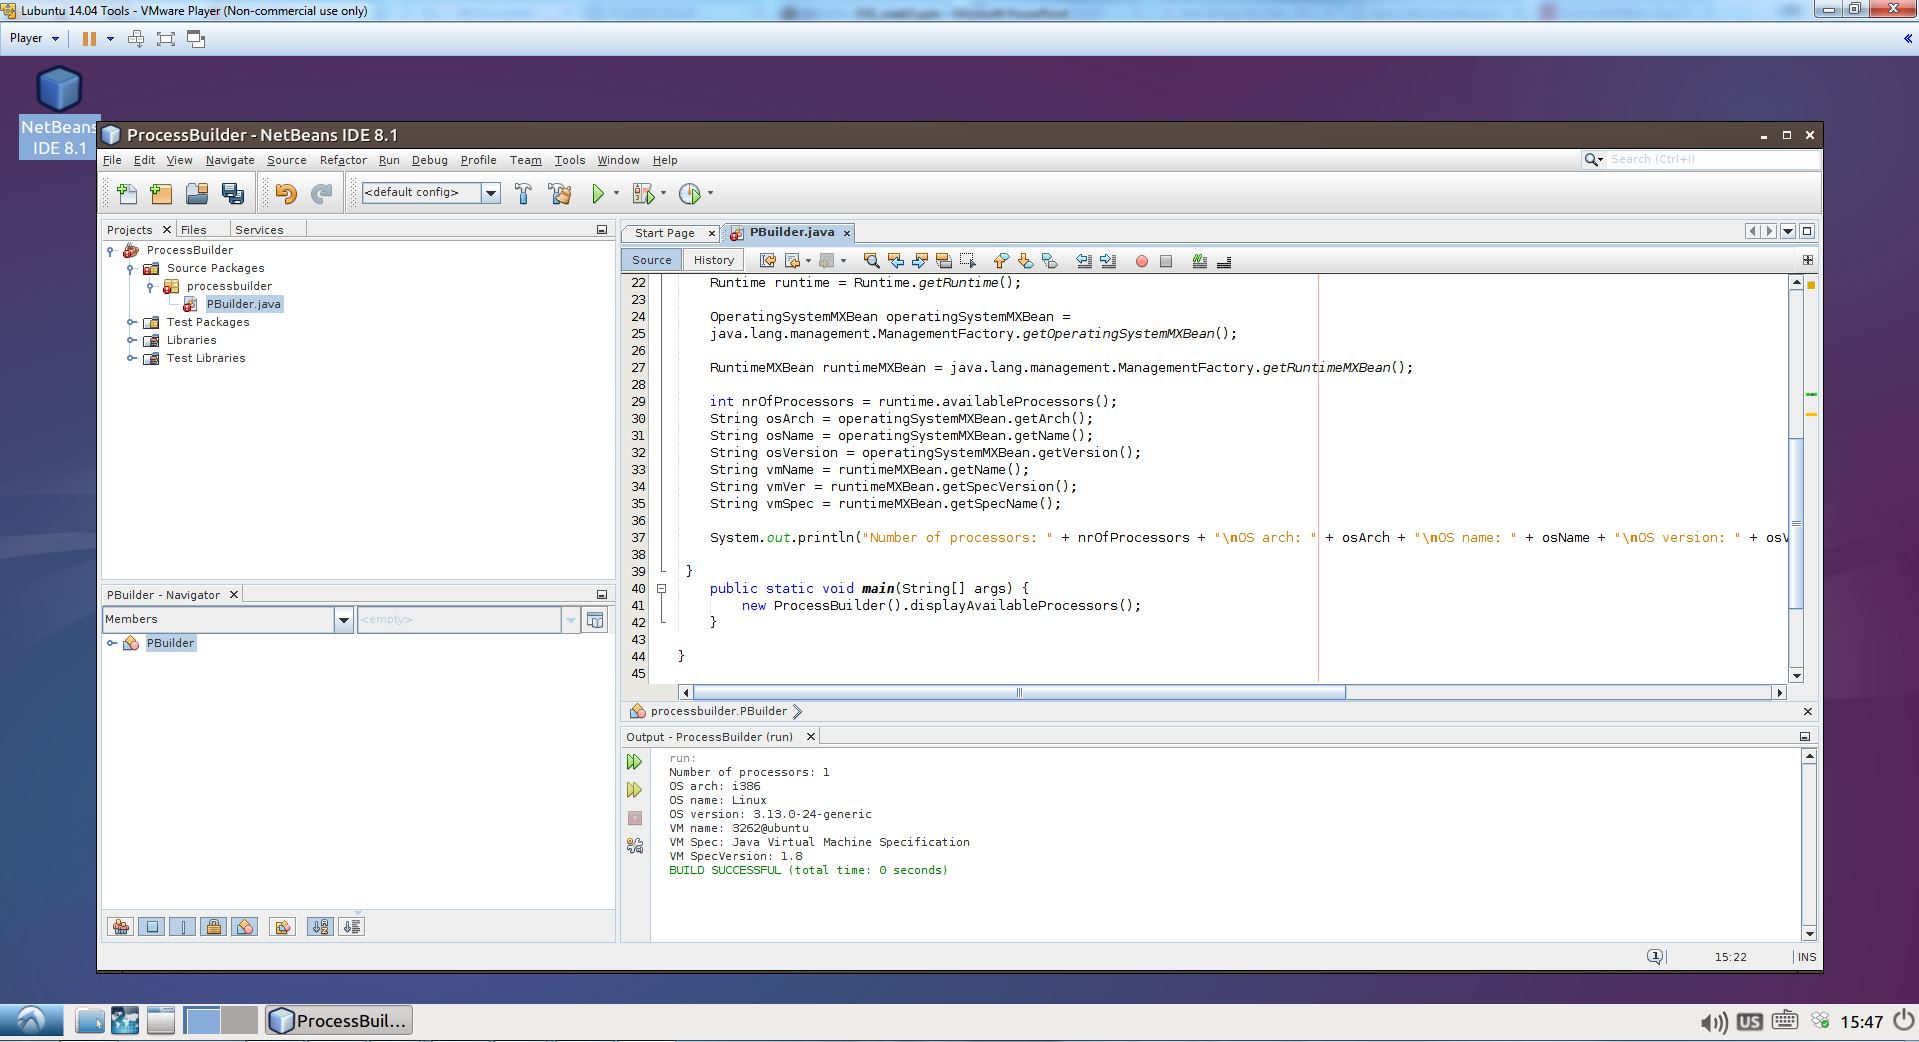 Lubuntu 14.04 Tools - VMware Player (Non-commercial use only)
Player
NetBeans
IDE 8.1
ProcessBuilder - NetBeans IDE 8.1
File Edit View Navigate Source Refactor Run Debug Profile Team Tools Window Help
Search (Ctrl+I)
<default config>
Projects Files Services
ProcessBuilder
Source Packages
processbuilder
PBuilder.java
Test Packages
Libraries
Test Libraries
PBuilder - Navigator
Members
<empty>
PBuilder
Start Page PBuilder.java
Source History
22 Runtime runtime = Runtime.getRuntime();
23
24 OperatingSystemMXBean operatingSystemMXBean =
25 java.lang.management.ManagementFactory.getOperatingSystemMXBean();
26
27 RuntimeMXBean runtimeMXBean = java.lang.management.ManagementFactory.getRuntimeMXBean();
28
29 int nrOfProcessors = runtime.availableProcessors();
30 String osArch = operatingSystemMXBean.getArch();
31 String osName = operatingSystemMXBean.getName();
32 String osVersion = operatingSystemMXBean.getVersion();
33 String vmName = runtimeMXBean.getName();
34 String vmVer = runtimeMXBean.getSpecVersion();
35 String vmSpec = runtimeMXBean.getSpecName();
36
37 System.out.println("Number of processors: " + nrOfProcessors + "\nOS arch: " + osArch + "\nOS name: " + osName + "\nOS version: " + osV
38
39 }
40 public static void main(String[] args) {
41 new ProcessBuilder().displayAvailableProcessors();
42 }
43
44 }
45
processbuilder.PBuilder
Output - ProcessBuilder (run)
run:
Number of processors: 1
OS arch: i386
OS name: Linux
OS version: 3.13.0-24-generic
VM name: 3262@ubuntu
VM Spec: Java Virtual Machine Specification
VM SpecVersion: 1.8
BUILD SUCCESSFUL (total time: 0 seconds)
1 15:22 INS
ProcessBuil...
US 15:47